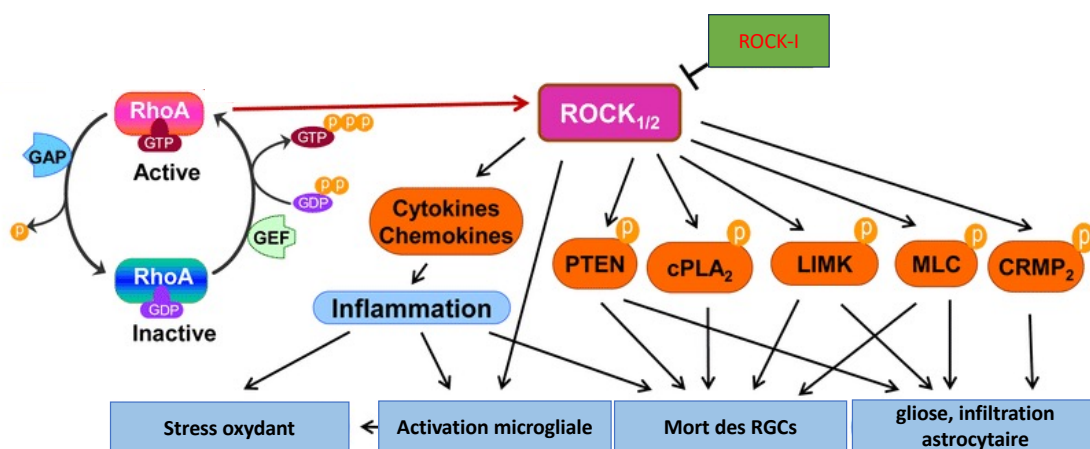 ROCK-I
RhoA
GTP
Active
GAP
P
GTP
P P P
GDP
P P
GEF
RhoA
GDP
Inactive
ROCK1/2
Cytokines
Chemokines
Inflammation
PTEN
P
cPLA2
P
LIMK
P
MLC
P
CRMP2
P
Stress oxydant
Activation microgliale
Mort des RGCs
gliose, infiltration
astrocytaire